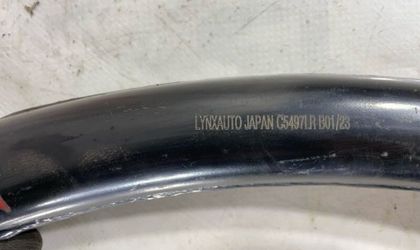 LYNXAUTO JAPAN C5497LR B01/23